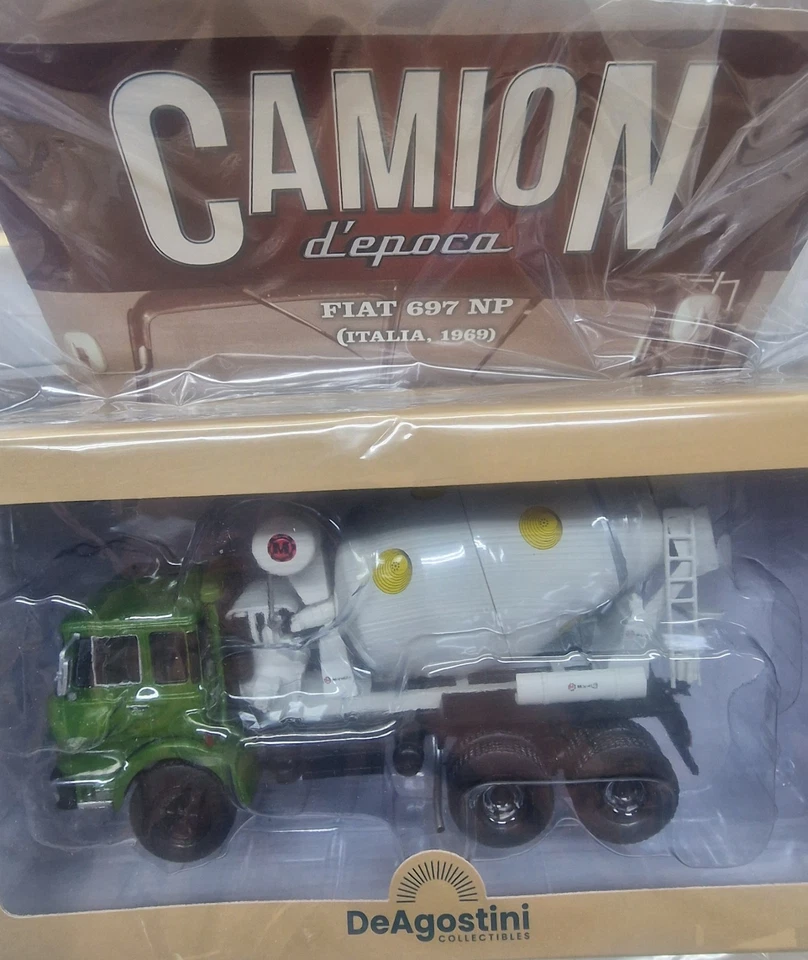 CAMION
d'epoca
FIAT 697 NP
(ITALIA, 1969)
M
DeAgostini
COLLECTIBLES